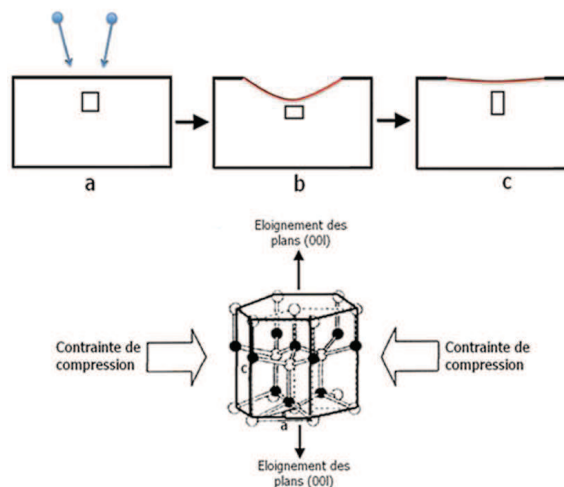 a
b
c
Eloignement des
plans (00l)
Contrainte de
compression
Contrainte de
compression
c
a
Eloignement des
plans (00l)